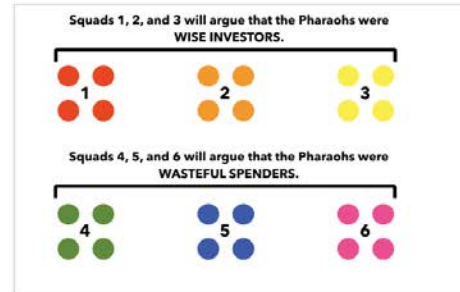 Squads 1, 2, and 3 will argue that the Pharaohs were
WISE INVESTORS.
1
2
3
Squads 4, 5, and 6 will argue that the Pharaohs were
WASTEFUL SPENDERS.
4
5
6